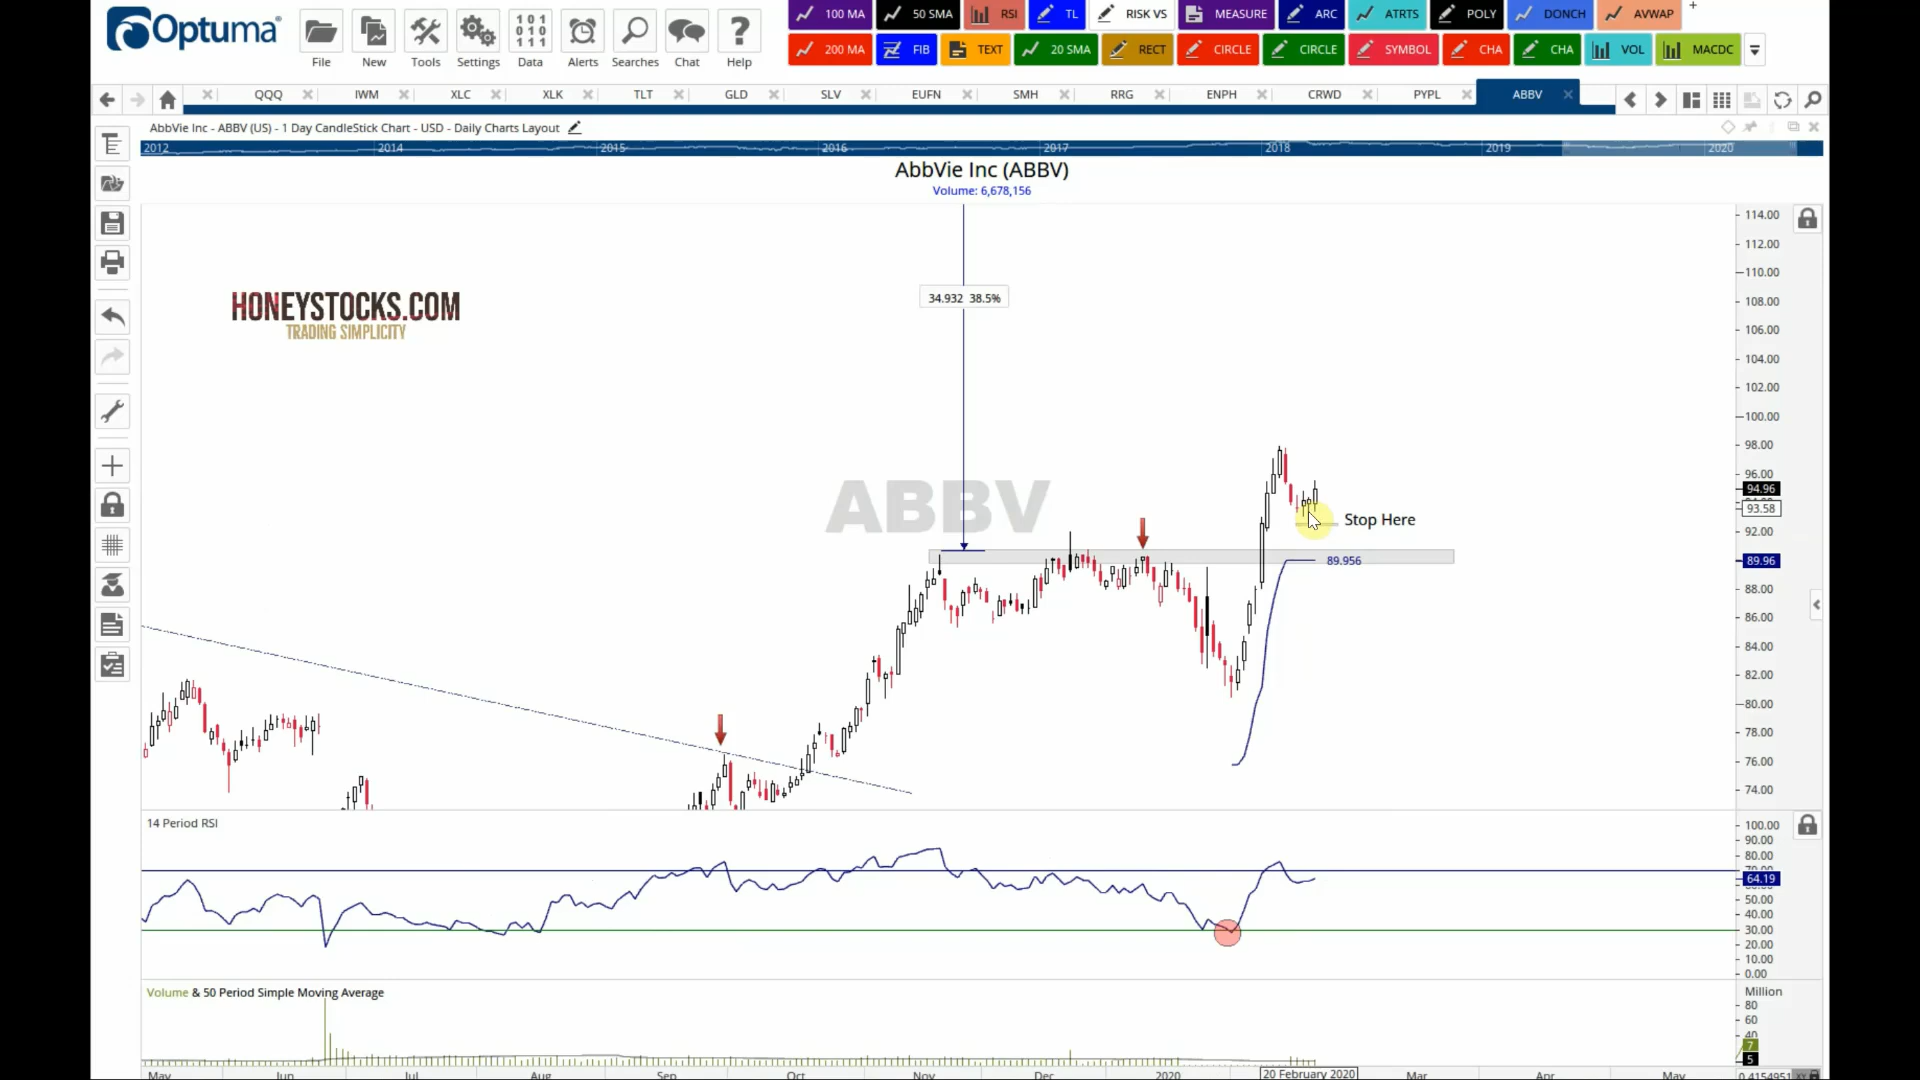 Optuma
File New Tools Settings Data Alerts Searches Chat Help
100 MA 50 SMA RSI TL RISK VS MEASURE ARC ATRTS POLY DONCH AVWAP
200 MA FIB TEXT 20 SMA RECT CIRCLE CIRCLE SYMBOL CHA CHA VOL MACDC
QQQ IWM XLC XLK TLT GLD SLV EUFN SMH RRG ENPH CRWD PYPL ABBV
AbbVie Inc - ABBV (US) - 1 Day CandleStick Chart - USD - Daily Charts Layout
2012 2014 2015 2016 2017 2018 2019 2020
AbbVie Inc (ABBV)
Volume: 6,678,156
HONEYSTOCKS.COM
TRADING SIMPLICITY
34.932 38.5%
ABBV
Stop Here
89.956
114.00
112.00
110.00
108.00
106.00
104.00
102.00
100.00
98.00
96.00
94.96
93.58
92.00
89.96
88.00
86.00
84.00
82.00
80.00
78.00
76.00
74.00
14 Period RSI
100.00
90.00
80.00
64.19
50.00
40.00
30.00
20.00
10.00
0.00
Volume & 50 Period Simple Moving Average
Million
80
60
40
7
5
May Jun Jul Aug Sep Oct Nov Dec 2020 20 February 2020 Mar Apr May
0.4154951 XY